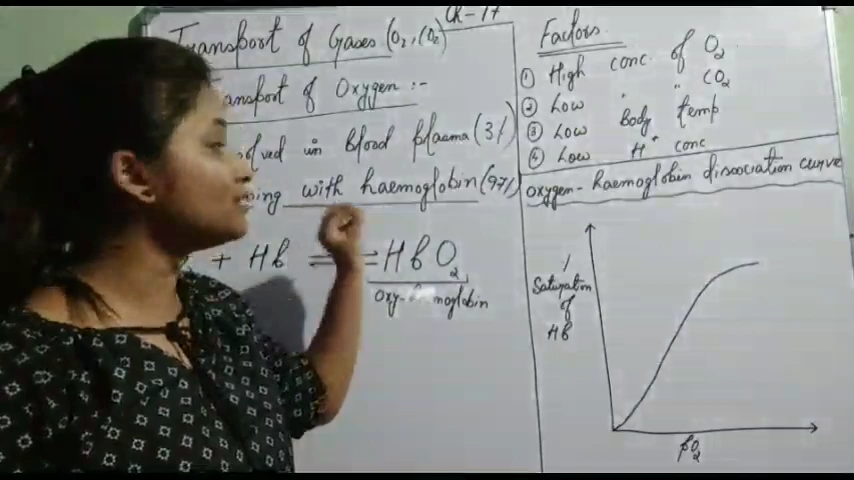 CH-17
Transport of Gases (O2, CO2)
ansport of Oxygen :-
olved in Blood plasma (3%)
ing with haemoglobin (97%)
+ Hb ⇌ HbO2
Oxy-
Factors.
① High conc. of O2
② Low " " CO2
③ Low Body temp
④ Low H+ conc
oxygen-haemoglobin dissociation curve
%
Saturation
of
Hb
pO2